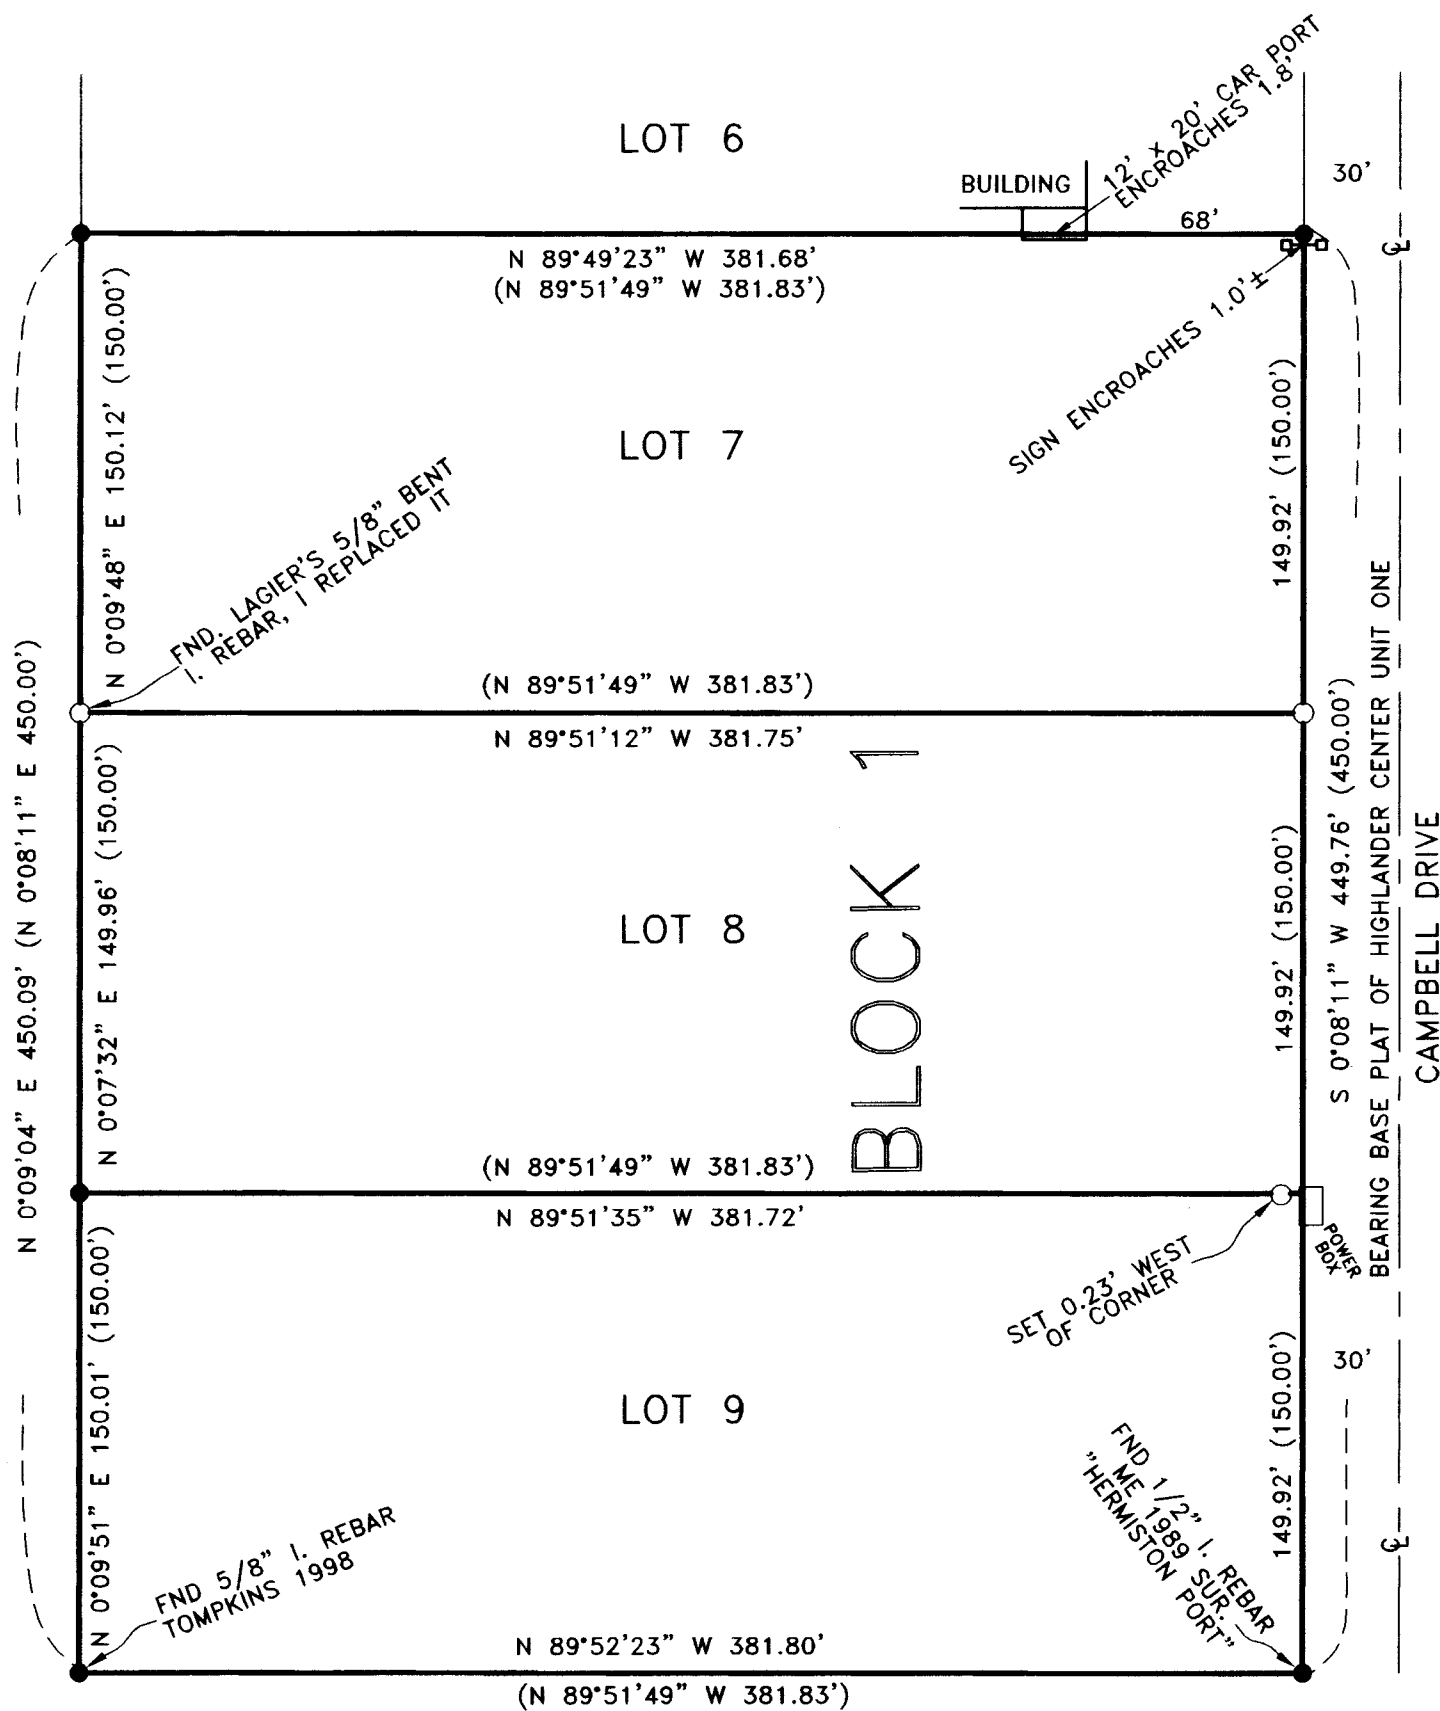 LOT 6
BUILDING
12' x 20' CAR PORT
ENCROACHES 1.8'
30'
68'
℄
N 89°49'23" W 381.68'
(N 89°51'49" W 381.83')
SIGN ENCROACHES 1.0'±
N 0°09'48" E 150.12' (150.00')
LOT 7
149.92' (150.00')
FND. LAGIER'S 5/8" BENT
I. REBAR, I REPLACED IT
N 0°09'04" E 450.09' (N 0°08'11" E 450.00')
(N 89°51'49" W 381.83')
N 89°51'12" W 381.75'
BLOCK 1
N 0°07'32" E 149.96' (150.00')
LOT 8
149.92' (150.00')
S 0°08'11" W 449.76' (450.00')
BEARING BASE PLAT OF HIGHLANDER CENTER UNIT ONE
CAMPBELL DRIVE
(N 89°51'49" W 381.83')
N 89°51'35" W 381.72'
POWER
BOX
SET 0.23' WEST
OF CORNER
30'
N 0°09'51" E 150.01' (150.00')
LOT 9
149.92' (150.00')
FND 1/2" I. REBAR
ME 1989 SUR.
"HERMISTON PORT"
℄
FND 5/8" I. REBAR
TOMPKINS 1998
N 89°52'23" W 381.80'
(N 89°51'49" W 381.83')